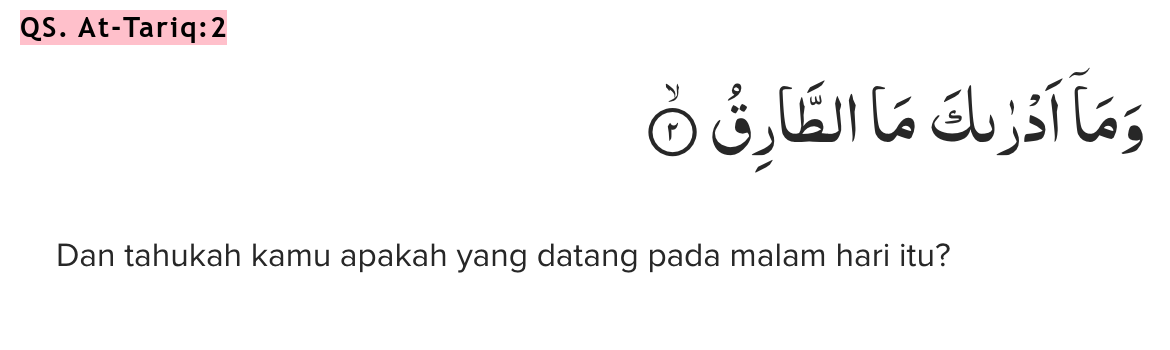 QS. At-Tariq:2
وَمَآ اَدْرٰىكَ مَا الطَّارِقُۙ ٢
Dan tahukah kamu apakah yang datang pada malam hari itu?